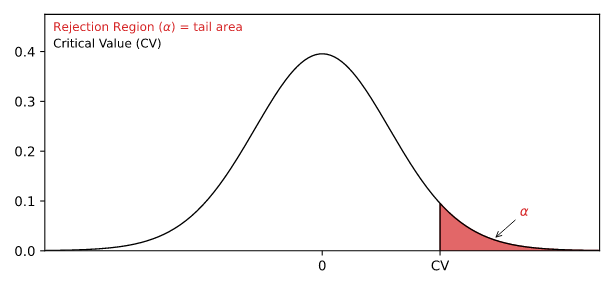 Rejection Region (α) = tail area
Critical Value (CV)
0.4
0.3
0.2
0.1
0.0
α
0
CV